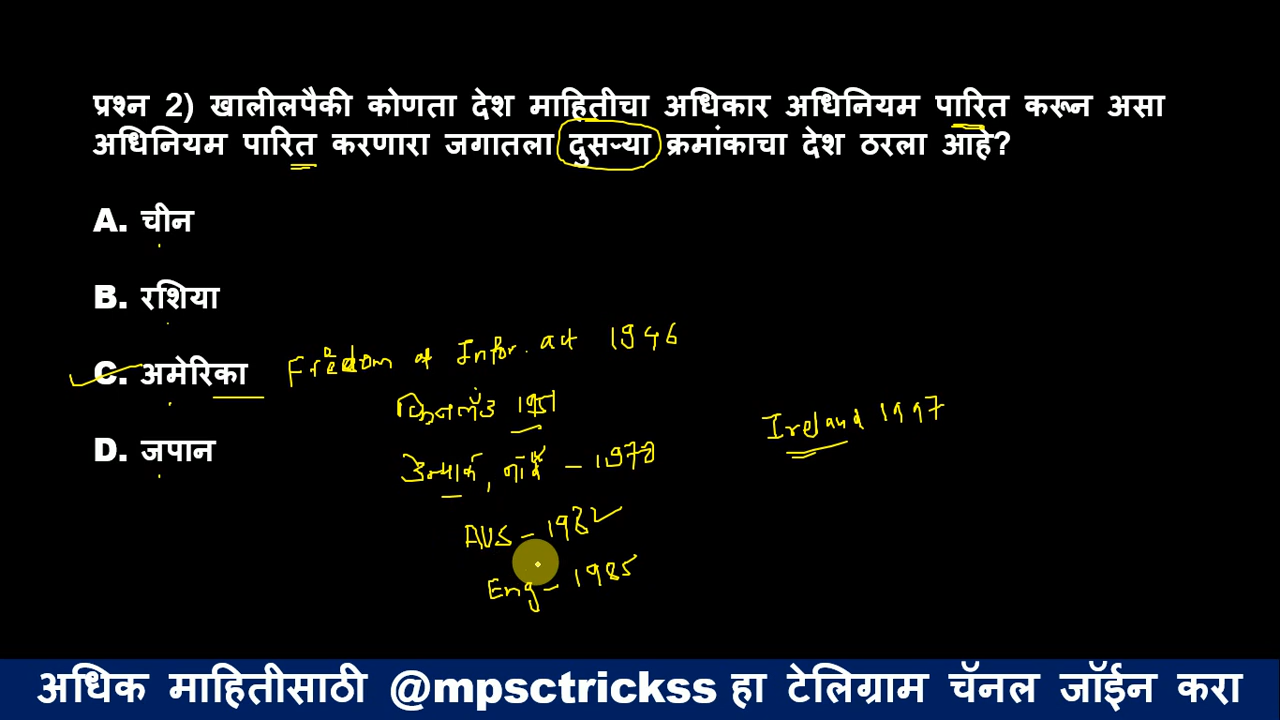 प्रश्न 2) खालीलपैकी कोणता देश माहितीचा अधिकार अधिनियम पारित करून असा
अधिनियम पारित करणारा जगातला दुसऱ्या क्रमांकाचा देश ठरला आहे?
A. चीन
B. रशिया
C. अमेरिका Freedom of Infor. act 1946
फिनलँड 1951
Ireland 1997
D. जपान
डेन्मार्क, नॉर्वे - 1970
AUS - 1982
Eng - 1985
अधिक माहितीसाठी @mpsctrickss हा टेलिग्राम चॅनल जॉईन करा